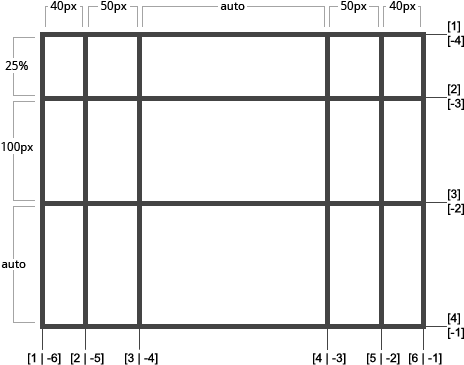 40px 50px auto 50px 40px
[1]
[-4]
25%
[2]
[-3]
100px
[3]
[-2]
auto
[4]
[-1]
[1 | -6] [2 | -5] [3 | -4] [4 | -3] [5 | -2] [6 | -1]